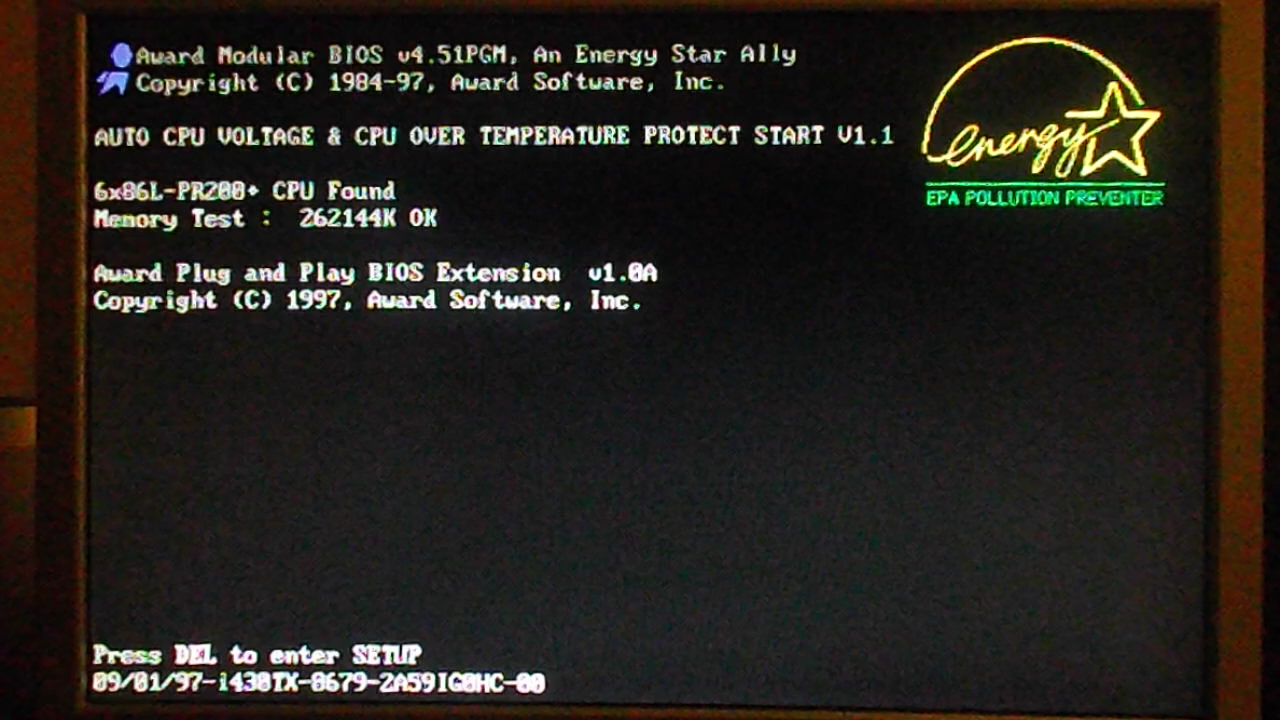 Award Modular BIOS v4.51PGM, An Energy Star Ally
Copyright (C) 1984-97, Award Software, Inc.
AUTO CPU VOLTAGE & CPU OVER TEMPERATURE PROTECT START V1.1
energy
EPA POLLUTION PREVENTER
6x86L-PR200+ CPU Found
Memory Test :  262144K OK
Award Plug and Play BIOS Extension  v1.0A
Copyright (C) 1997, Award Software, Inc.
Press DEL to enter SETUP
09/01/97-i430TX-8679-2A59IG0HC-00